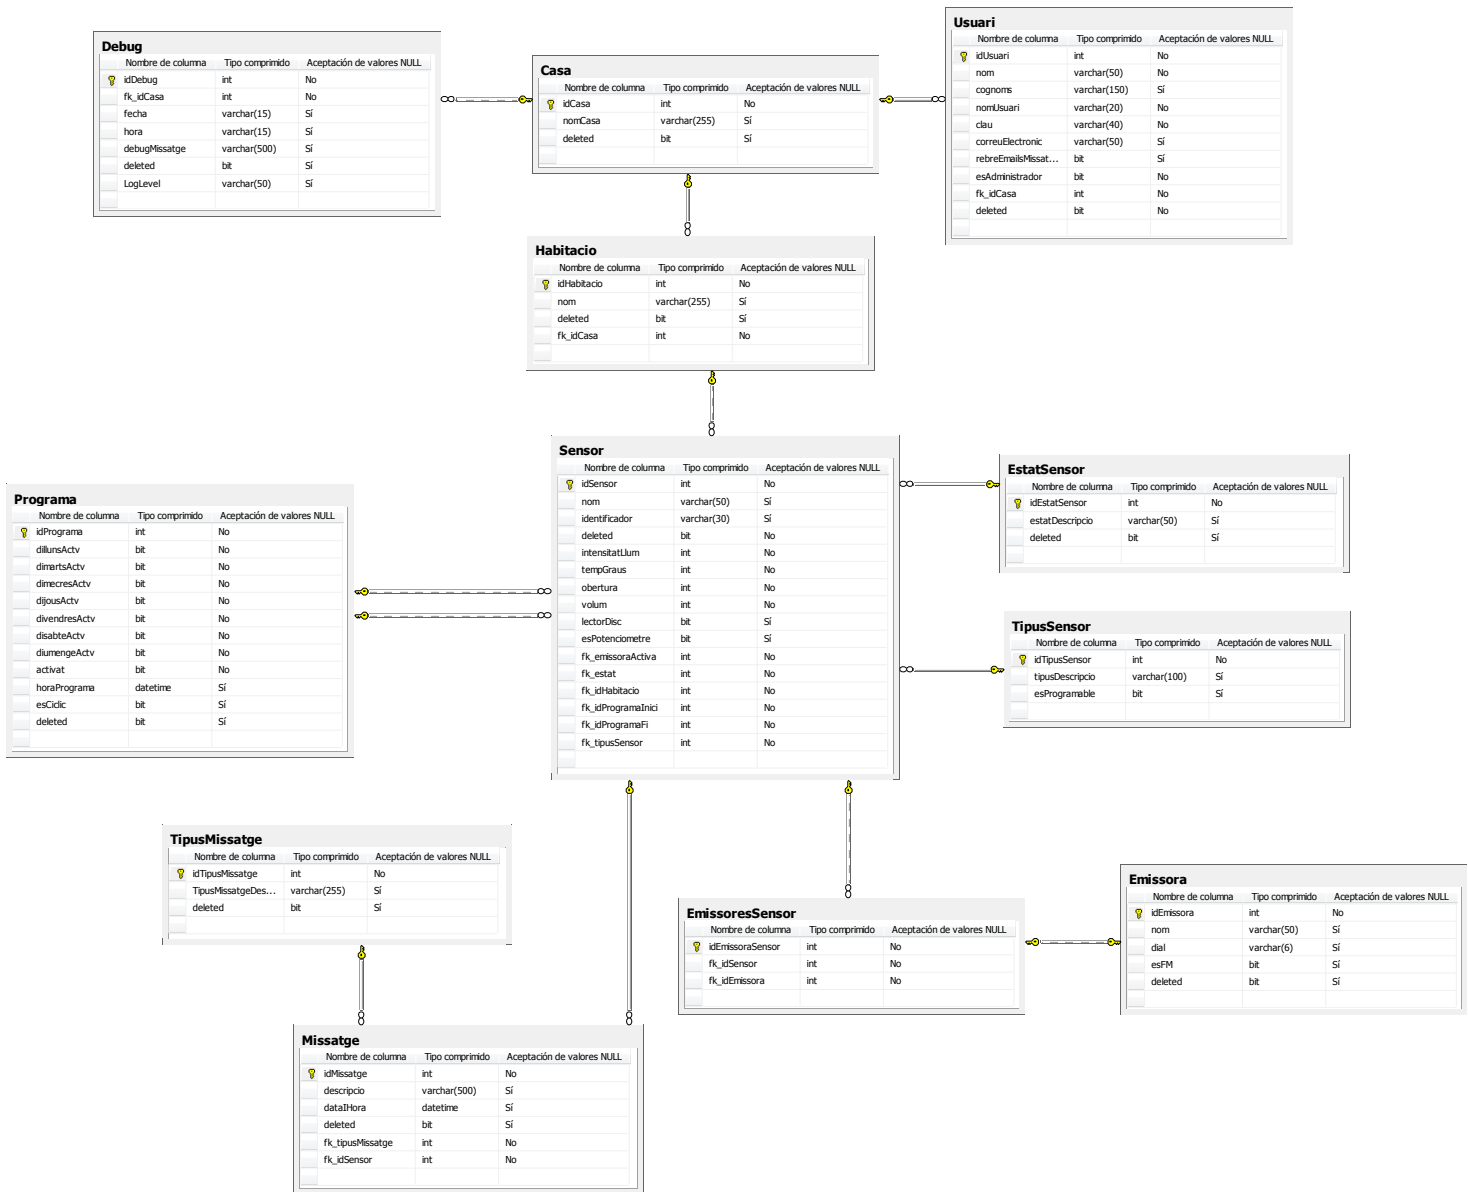 Debug
Nombre de columna Tipo comprimido Aceptación de valores NULL
idDebug int No
fk_idCasa int No
fecha varchar(15) Sí
hora varchar(15) Sí
debugMissatge varchar(500) Sí
deleted bit Sí
LogLevel varchar(50) Sí
Casa
Nombre de columna Tipo comprimido Aceptación de valores NULL
idCasa int No
nomCasa varchar(255) Sí
deleted bit Sí
Usuari
Nombre de columna Tipo comprimido Aceptación de valores NULL
idUsuari int No
nom varchar(50) No
cognoms varchar(150) Sí
nomUsuari varchar(20) No
clau varchar(40) No
correuElectronic varchar(50) Sí
rebreEmailsMissat... bit Sí
esAdministrador bit No
fk_idCasa int No
deleted bit No
Habitacio
Nombre de columna Tipo comprimido Aceptación de valores NULL
idHabitacio int No
nom varchar(255) Sí
deleted bit Sí
fk_idCasa int No
Sensor
Nombre de columna Tipo comprimido Aceptación de valores NULL
idSensor int No
nom varchar(50) Sí
identificador varchar(30) Sí
deleted bit No
intensitatLlum int No
tempGraus int No
obertura int No
volum int No
lectorDisc bit Sí
esPotenciometre bit Sí
fk_emissoraActiva int No
fk_estat int No
fk_idHabitacio int No
fk_idProgramaInici int No
fk_idProgramaFi int No
fk_tipusSensor int No
EstatSensor
Nombre de columna Tipo comprimido Aceptación de valores NULL
idEstatSensor int No
estatDescripcio varchar(50) Sí
deleted bit Sí
Programa
Nombre de columna Tipo comprimido Aceptación de valores NULL
idPrograma int No
dillunsActv bit No
dimartsActv bit No
dimecresActv bit No
dijousActv bit No
divendresActv bit No
disabteActv bit No
diumengeActv bit No
activat bit No
horaPrograma datetime Sí
esCiclic bit Sí
deleted bit Sí
TipusSensor
Nombre de columna Tipo comprimido Aceptación de valores NULL
idTipusSensor int No
tipusDescripcio varchar(100) Sí
esProgramable bit Sí
TipusMissatge
Nombre de columna Tipo comprimido Aceptación de valores NULL
idTipusMissatge int No
TipusMissatgeDes... varchar(255) Sí
deleted bit Sí
EmissoresSensor
Nombre de columna Tipo comprimido Aceptación de valores NULL
idEmissoraSensor int No
fk_idSensor int No
fk_idEmissora int No
Emissora
Nombre de columna Tipo comprimido Aceptación de valores NULL
idEmissora int No
nom varchar(50) Sí
dial varchar(6) Sí
esFM bit Sí
deleted bit Sí
Missatge
Nombre de columna Tipo comprimido Aceptación de valores NULL
idMissatge int No
descripcio varchar(500) Sí
dataIHora datetime Sí
deleted bit Sí
fk_tipusMissatge int No
fk_idSensor int No